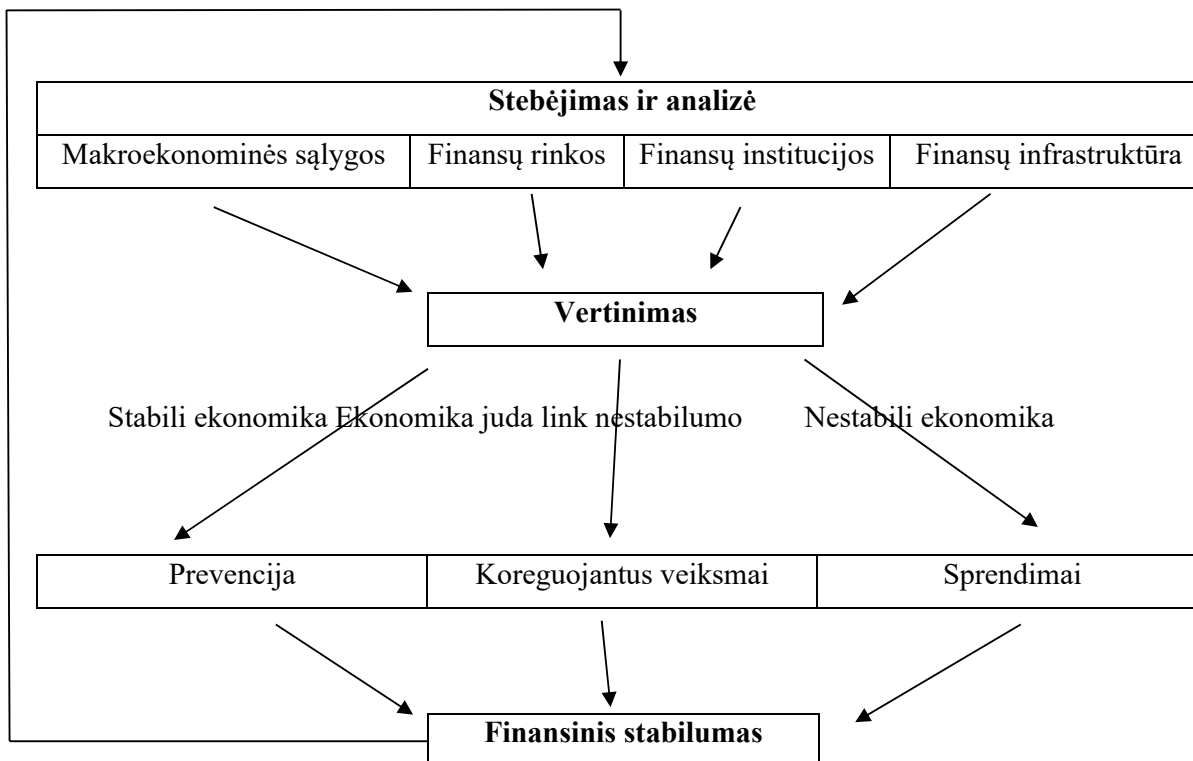 Stebėjimas ir analizė
Makroekonominės sąlygos Finansų rinkos Finansų institucijos Finansų infrastruktūra
Vertinimas
Stabili ekonomika Ekonomika juda link nestabilumo Nestabili ekonomika
Prevencija Koreguojantus veiksmai Sprendimai
Finansinis stabilumas